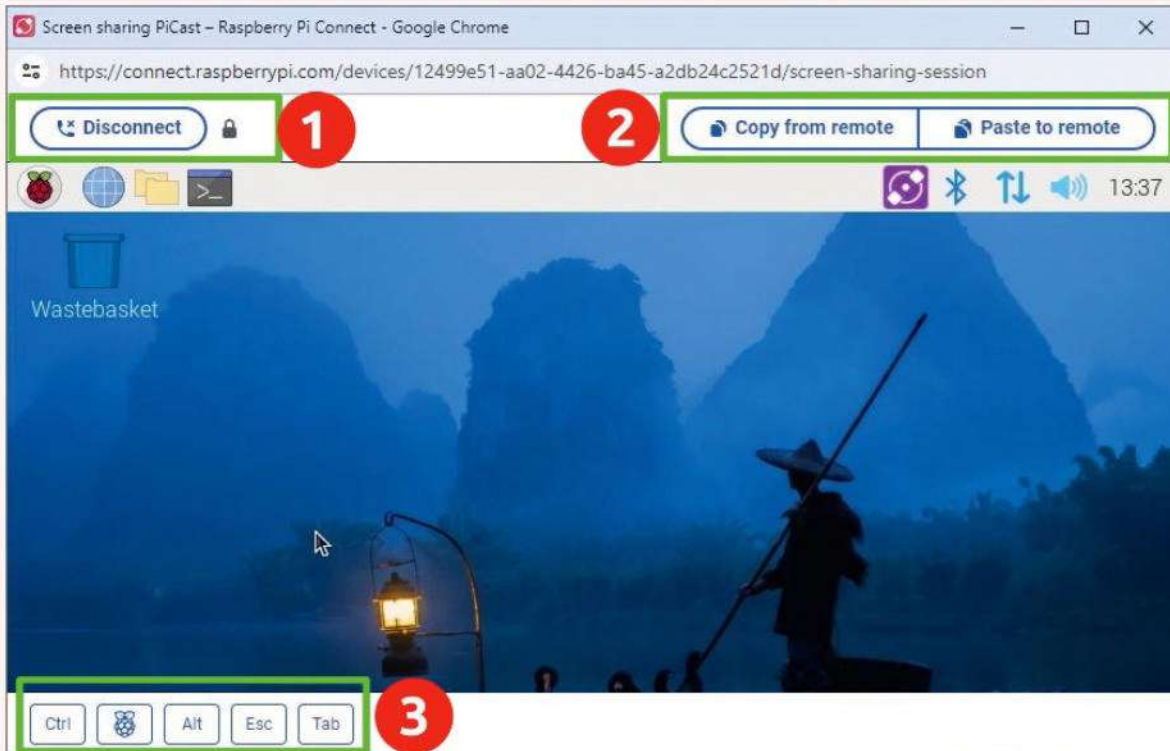 Screen sharing PiCast – Raspberry Pi Connect - Google Chrome
https://connect.raspberrypi.com/devices/12499e51-aa02-4426-ba45-a2db24c2521d/screen-sharing-session
Disconnect 1 2 Copy from remote Paste to remote
>_ 13:37
Wastebasket
Ctrl Alt Esc Tab 3